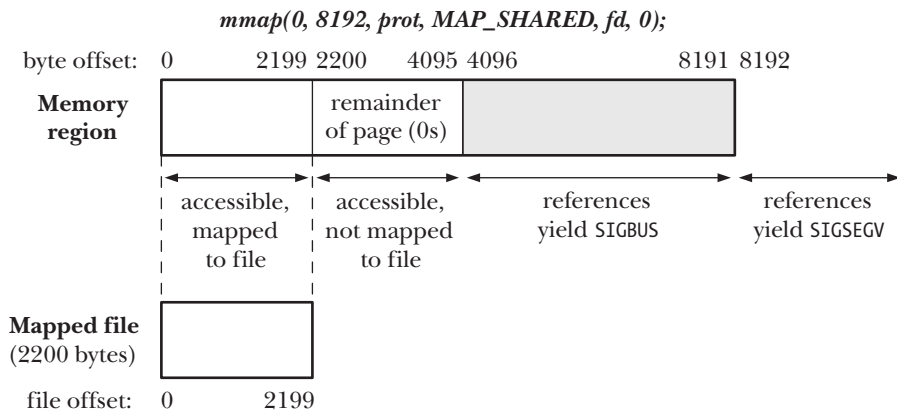 mmap(0, 8192, prot, MAP_SHARED, fd, 0);
byte offset: 0 2199 2200 4095 4096 8191 8192
Memory
region
remainder
of page (0s)
accessible,
mapped
to file
accessible,
not mapped
to file
references
yield SIGBUS
references
yield SIGSEGV
Mapped file
(2200 bytes)
file offset: 0 2199